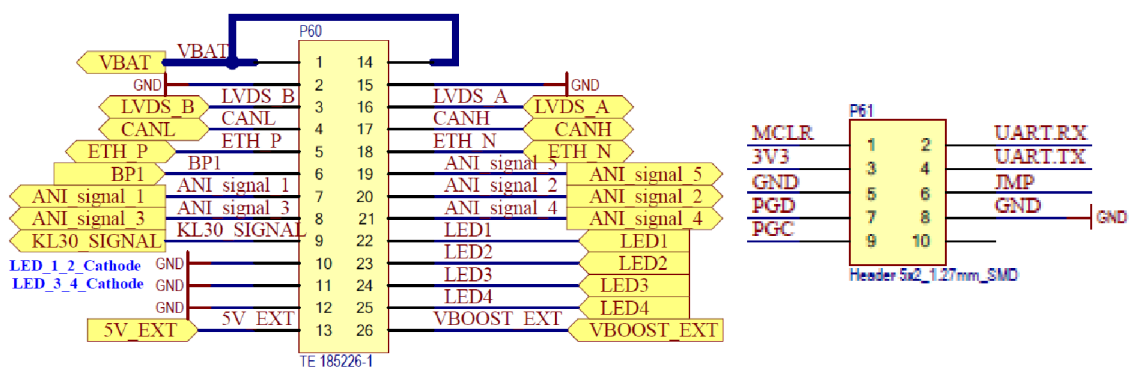 P60
VBAT VBAT 1 14
GND 2 15 GND
LVDS_B LVDS_B 3 16 LVDS_A LVDS_A
CANL CANL 4 17 CANH CANH
ETH_P ETH_P 5 18 ETH_N ETH_N
BP1 BP1 6 19 ANI_signal_5 ANI_signal_5
ANI_signal_1 ANI_signal_1 7 20 ANI_signal_2 ANI_signal_2
ANI_signal_3 ANI_signal_3 8 21 ANI_signal_4 ANI_signal_4
KL30_SIGNAL KL30_SIGNAL 9 22 LED1 LED1
LED_1_2_Cathode GND 10 23 LED2 LED2
LED_3_4_Cathode GND 11 24 LED3 LED3
GND 12 25 LED4 LED4
5V_EXT 5V_EXT 13 26 VBOOST_EXT VBOOST_EXT
TE 185226-1
P61
MCLR 1 2 UART.RX
3V3 3 4 UART.TX
GND 5 6 JMP
PGD 7 8 GND GND
PGC 9 10
Header 5x2_1.27mm_SMD